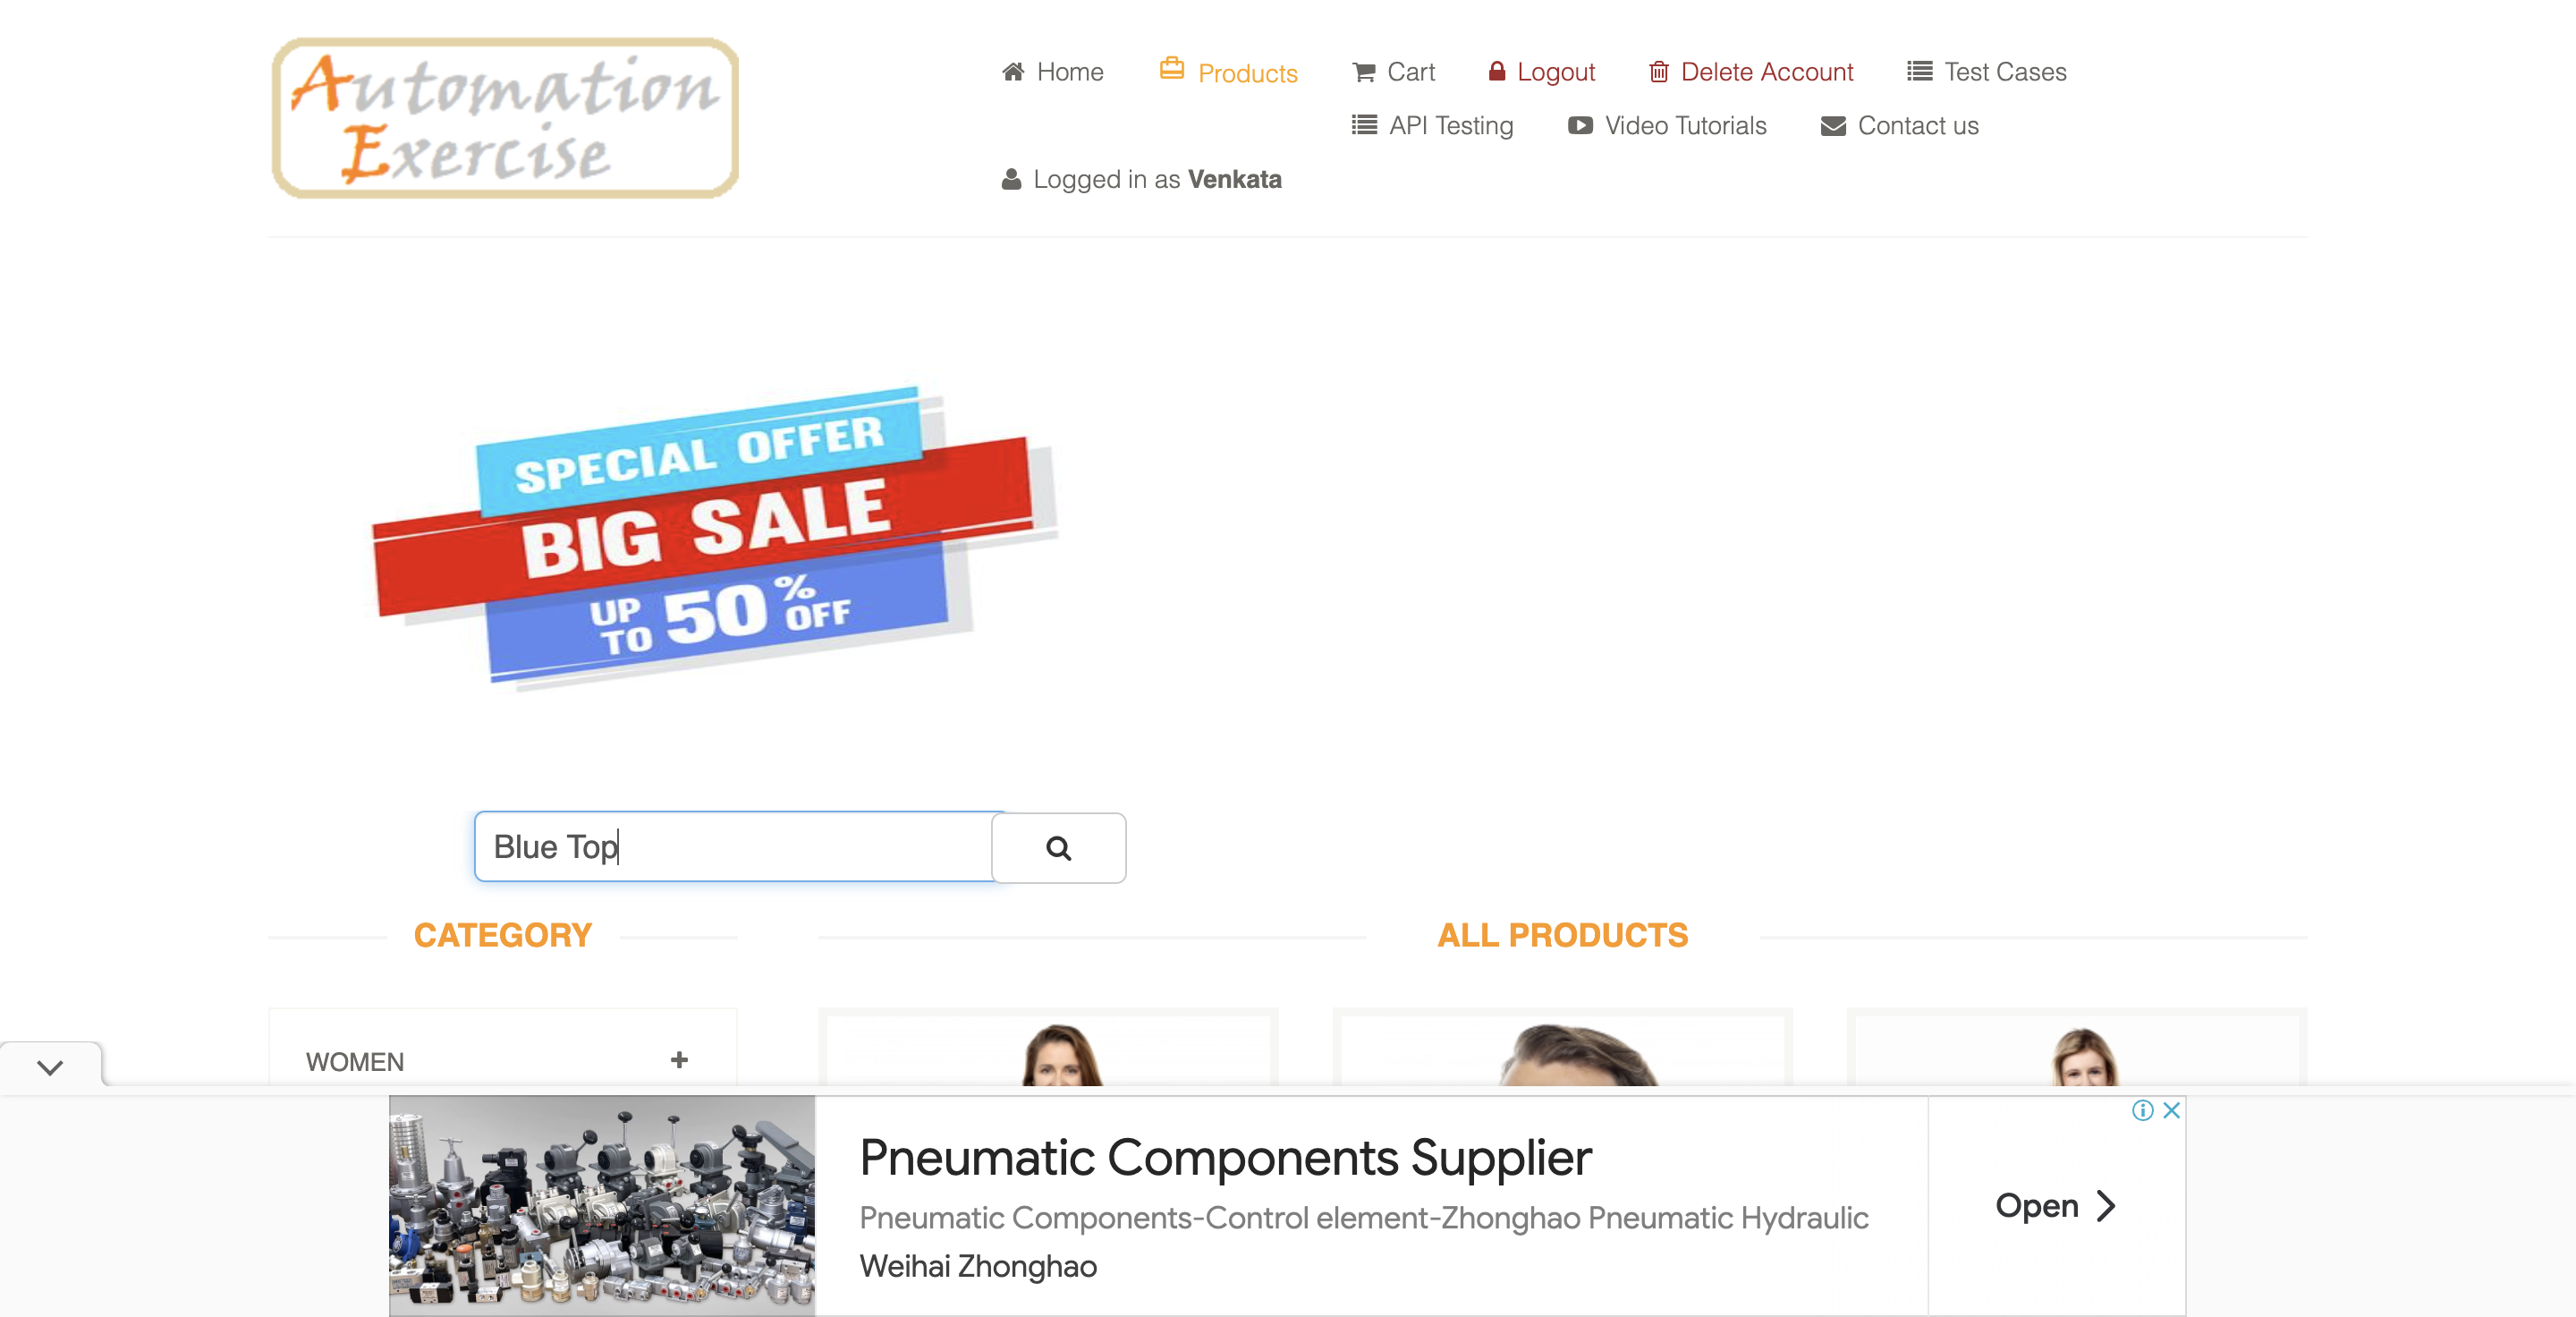 Automation
Exercise
Home
Products
Cart
Logout
Delete Account
Test Cases
API Testing
Video Tutorials
Contact us
Logged in as Venkata
SPECIAL OFFER
BIG SALE
UP TO 50% OFF
Blue Top
CATEGORY
ALL PRODUCTS
WOMEN
Pneumatic Components Supplier
Pneumatic Components-Control element-Zhonghao Pneumatic Hydraulic
Weihai Zhonghao
Open